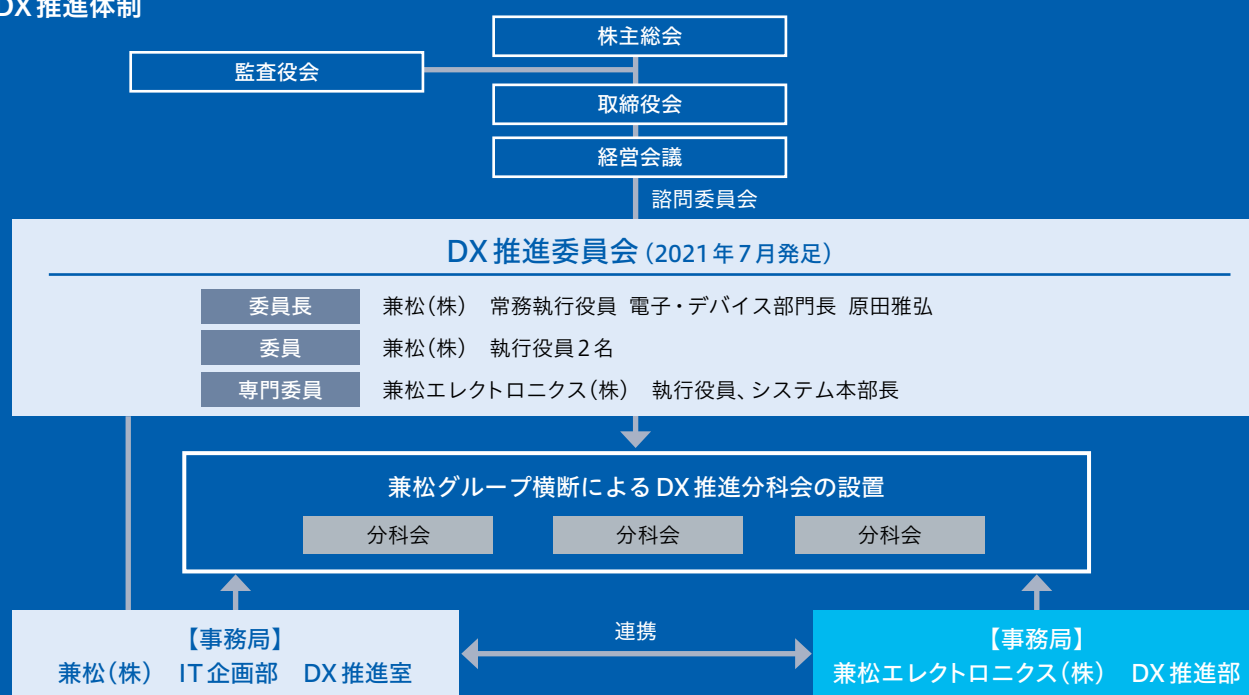 DX推進体制
株主総会
監査役会
取締役会
経営会議
諮問委員会
DX推進委員会(2021年7月発足)
委員長 兼松(株) 常務執行役員 電子・デバイス部門長 原田雅弘
委員 兼松(株) 執行役員2名
専門委員 兼松エレクトロニクス(株) 執行役員、システム本部長
兼松グループ横断によるDX推進分科会の設置
分科会 分科会 分科会
【事務局】
兼松(株) IT企画部 DX推進室
連携
【事務局】
兼松エレクトロニクス(株) DX推進部